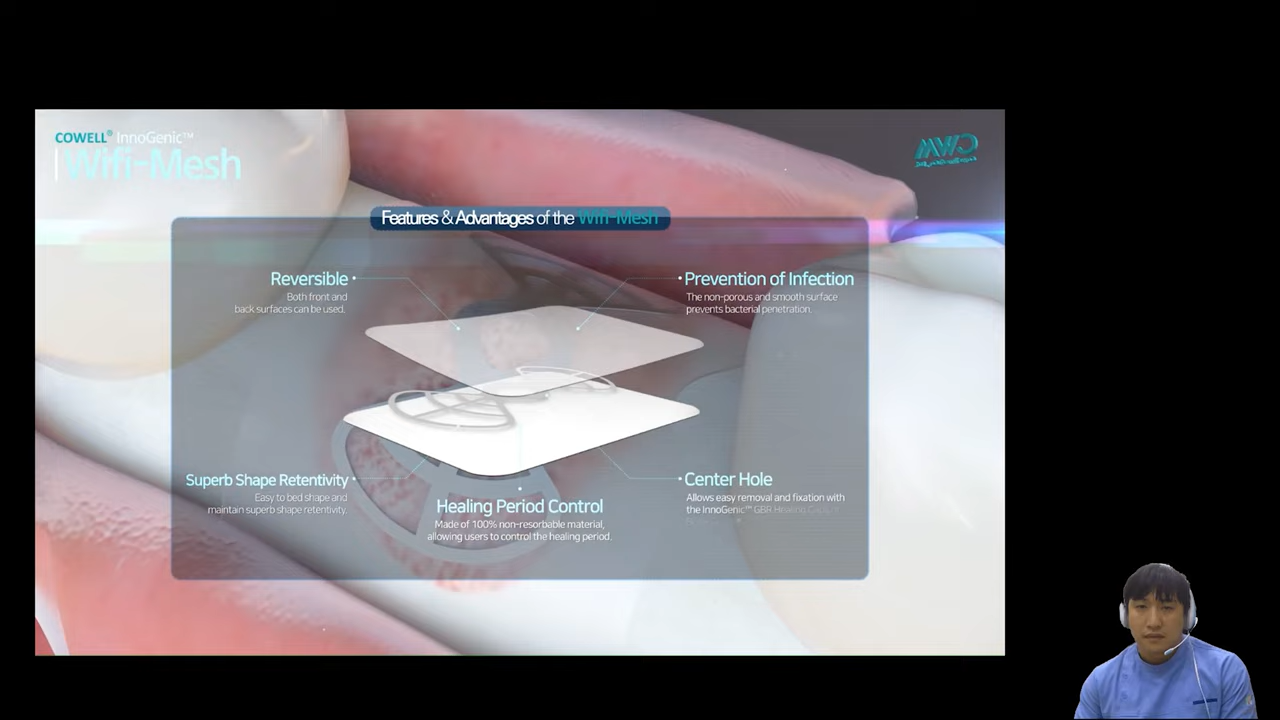 COWELL® InnoGenic™
Wifi-Mesh
Features & Advantages of the Wifi-Mesh
Reversible
Both front and
back surfaces can be used.
Prevention of Infection
The non-porous and smooth surface
prevents bacterial penetration.
Superb Shape Retentivity
Easy to bed shape and
maintain superb shape retentivity.
Healing Period Control
Made of 100% non-resorbable material,
allowing users to control the healing period.
Center Hole
Allows easy removal and fixation with
the InnoGenic™ GBR Healing